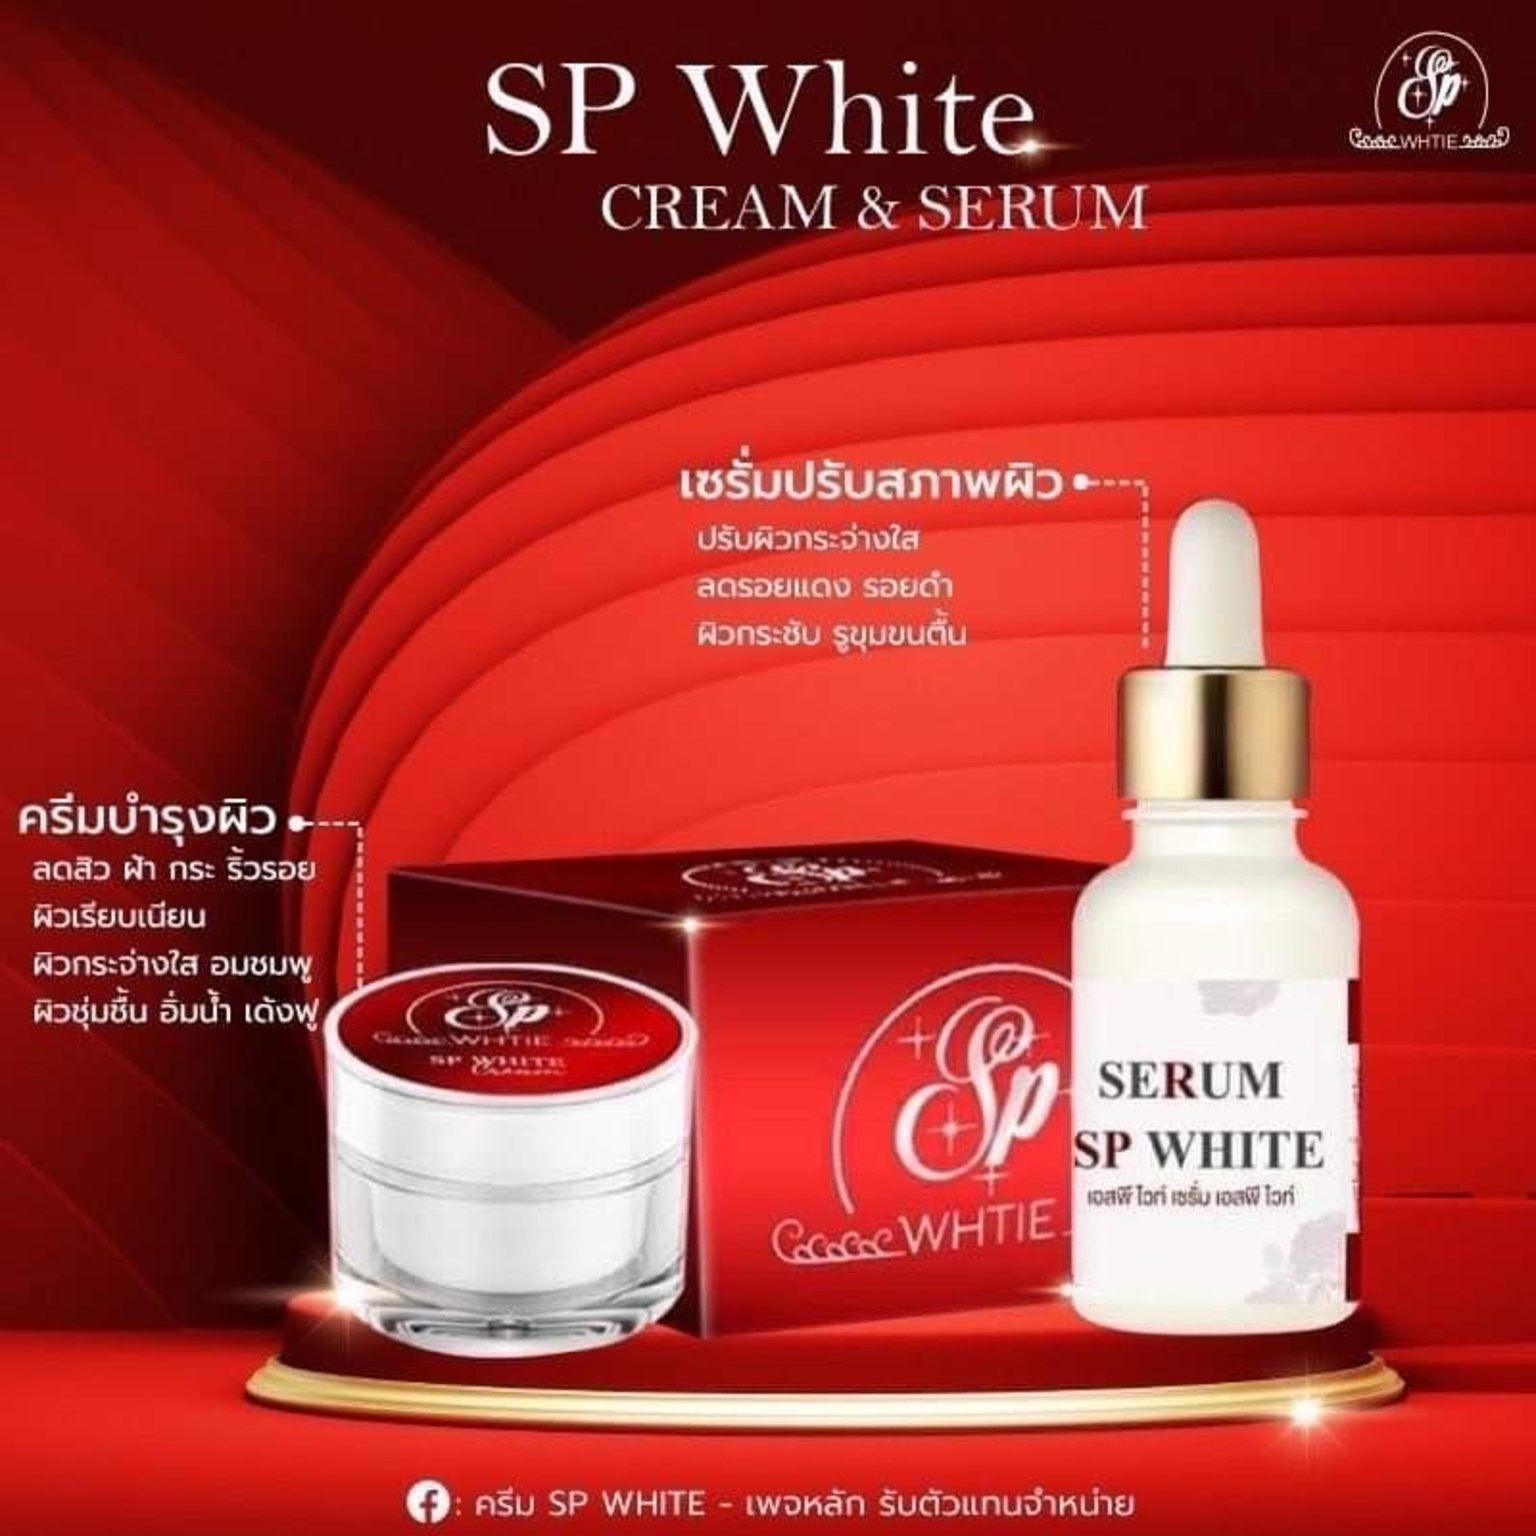 SP White
CREAM & SERUM
Sp
WHTIE
เซรั่มปรับสภาพผิว
ปรับผิวกระจ่างใส
ลดรอยแดง รอยดำ
ผิวกระชับ รูขุมขนตื้น
ครีมบำรุงผิว
ลดสิว ฝ้า กระ ริ้วรอย
ผิวเรียบเนียน
ผิวกระจ่างใส อมชมพู
ผิวชุ่มชื้น อิ่มน้ำ เด้งฟู
Sp
WHTIE
SP WHITE
Cream
Sp
WHTIE
SERUM
SP WHITE
เอสพี ไวท์ เซรั่ม เอสพี ไวท์
: ครีม SP WHITE - เพจหลัก รับตัวแทนจำหน่าย